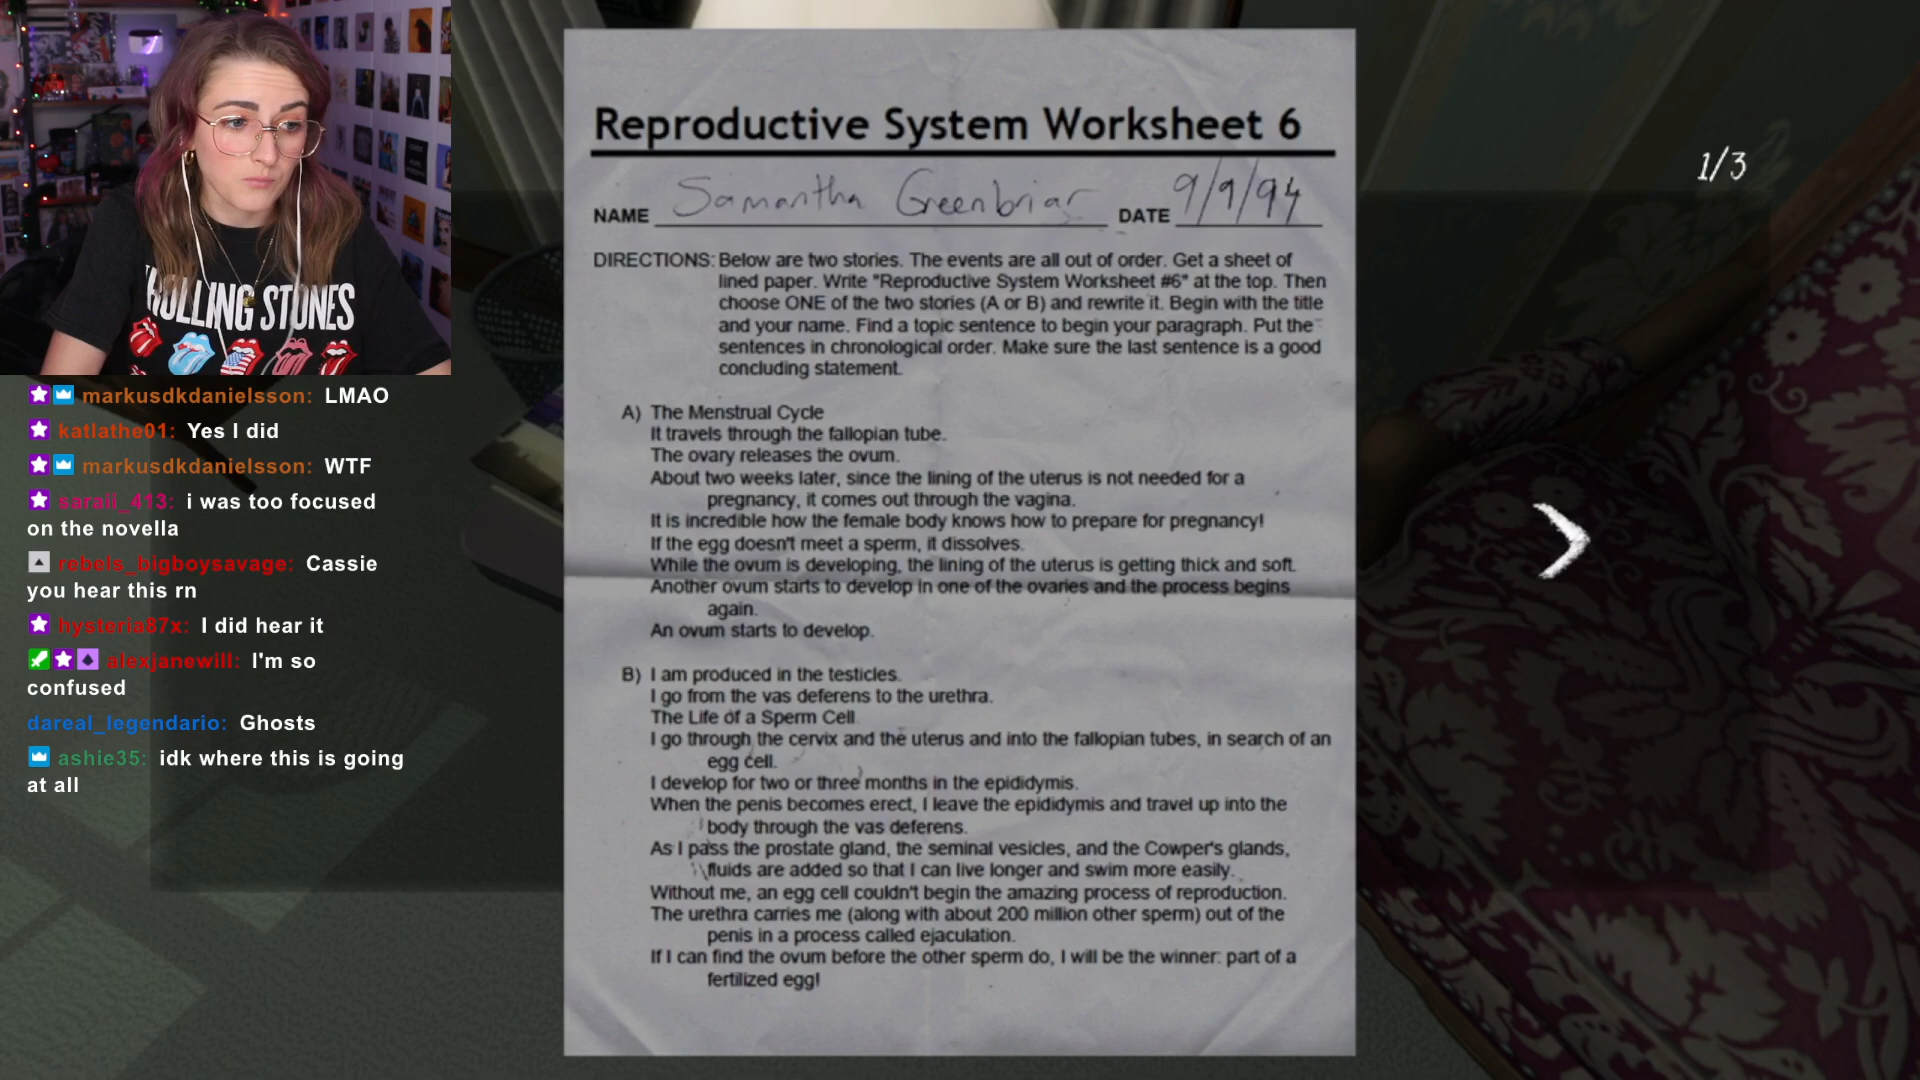 ROLLING STONES
markusdkdanielsson: LMAO
katlathe01: Yes I did
markusdkdanielsson: WTF
saraii_413: i was too focused
on the novella
rebels_bigboysavage: Cassie
you hear this rn
hysteria87x: I did hear it
alexjanewill: I'm so
confused
dareal_legendario: Ghosts
ashie35: idk where this is going
at all
Reproductive System Worksheet 6
NAME Samantha Greenbriar DATE 9/9/94
DIRECTIONS: Below are two stories. The events are all out of order. Get a sheet of
lined paper. Write "Reproductive System Worksheet #6" at the top. Then
choose ONE of the two stories (A or B) and rewrite it. Begin with the title
and your name. Find a topic sentence to begin your paragraph. Put the
sentences in chronological order. Make sure the last sentence is a good
concluding statement.
A) The Menstrual Cycle
It travels through the fallopian tube.
The ovary releases the ovum.
About two weeks later, since the lining of the uterus is not needed for a
pregnancy, it comes out through the vagina.
It is incredible how the female body knows how to prepare for pregnancy!
If the egg doesn't meet a sperm, it dissolves.
While the ovum is developing, the lining of the uterus is getting thick and soft.
Another ovum starts to develop in one of the ovaries and the process begins
again.
An ovum starts to develop.
B) I am produced in the testicles.
I go from the vas deferens to the urethra.
The Life of a Sperm Cell
I go through the cervix and the uterus and into the fallopian tubes, in search of an
egg cell.
I develop for two or three months in the epididymis.
When the penis becomes erect, I leave the epididymis and travel up into the
body through the vas deferens.
As I pass the prostate gland, the seminal vesicles, and the Cowper's glands,
fluids are added so that I can live longer and swim more easily.
Without me, an egg cell couldn't begin the amazing process of reproduction.
The urethra carries me (along with about 200 million other sperm) out of the
penis in a process called ejaculation.
If I can find the ovum before the other sperm do, I will be the winner: part of a
fertilized egg!
1/3